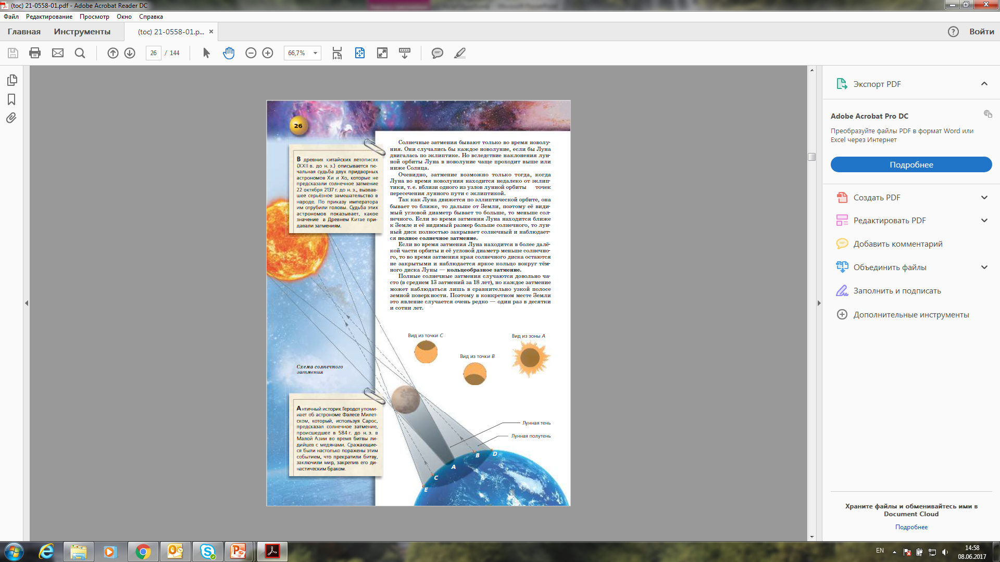 (toc) 21-0558-01.pdf - Adobe Acrobat Reader DC
Файл Редактирование Просмотр Окно Справка
Главная Инструменты (toc) 21-0558-01.p... × Войти
26 / 144 66,7%
26
В древних китайских летописях
(XXII в. до н. э.) описывается пе-
чальная судьба двух придворных
астрономов Хи и Хо, которые не
предсказали солнечное затмение
22 октября 2137 г. до н. э., вызвав-
шее серьёзное замешательство в
народе. По приказу императора
им отрубили головы. Судьба этих
астрономов показывает, какое
значение в Древнем Китае при-
давали затмениям.
Солнечные затмения бывают только во время новолу-
ния. Они случались бы каждое новолуние, если бы Луна
двигалась по эклиптике. Но вследствие наклонения лун-
ной орбиты Луна в новолуние чаще проходит выше или
ниже Солнца.
Очевидно, затмение возможно только тогда, когда
Луна во время новолуния находится недалеко от эклип-
тики, т. е. вблизи одного из узлов лунной орбиты точек
пересечения лунного пути с эклиптикой.
Так как Луна движется по эллиптической орбите, она
бывает то ближе, то дальше от Земли, поэтому её види-
мый угловой диаметр бывает то больше, то меньше сол-
нечного. Если во время затмения Луна находится ближе
к Земле и её видимый размер больше солнечного, то лун-
ный диск полностью закрывает солнечный и наблюдает-
ся полное солнечное затмение.
Если во время затмения Луна находится в более далё-
кой части орбиты и её угловой диаметр меньше солнечно-
го, то во время затмения края солнечного диска остаются
не закрытыми и наблюдается яркое кольцо вокруг тём-
ного диска Луны — кольцеобразное затмение.
Полные солнечные затмения случаются довольно ча-
сто (в среднем 13 затмений за 18 лет), но каждое затмение
может наблюдаться лишь в сравнительно узкой полосе
земной поверхности. Поэтому в конкретном месте Земли
это явление случается очень редко — один раз в десятки
и сотни лет.
Вид из точки C
Вид из точки B
Вид из зоны A
Схема солнечного
затмения
Античный историк Геродот упоми-
нает об астрономе Фалесе Милет-
ском, который, используя Сарос,
предсказал солнечное затмение,
происшедшее в 584 г. до н. э. в
Малой Азии во время битвы ли-
дийцев с медянами. Сражающие-
ся были настолько поражены этим
событием, что прекратили битву,
заключили мир, закрепив его ди-
настическим браком.
Лунная тень
Лунная полутень
B D
A
C
E
Экспорт PDF
Adobe Acrobat Pro DC
Преобразуйте файлы PDF в формат Word или
Excel через Интернет
Подробнее
Создать PDF
Редактировать PDF
Добавить комментарий
Объединить файлы
Заполнить и подписать
Дополнительные инструменты
Храните файлы и обменивайтесь ими в
Document Cloud
Подробнее
EN
14:58
08.06.2017